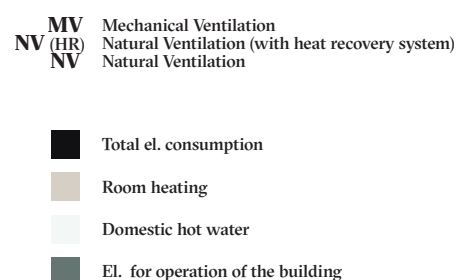 MV Mechanical Ventilation
NV (HR) Natural Ventilation (with heat recovery system)
NV Natural Ventilation
Total el. consumption
Room heating
Domestic hot water
El. for operation of the building